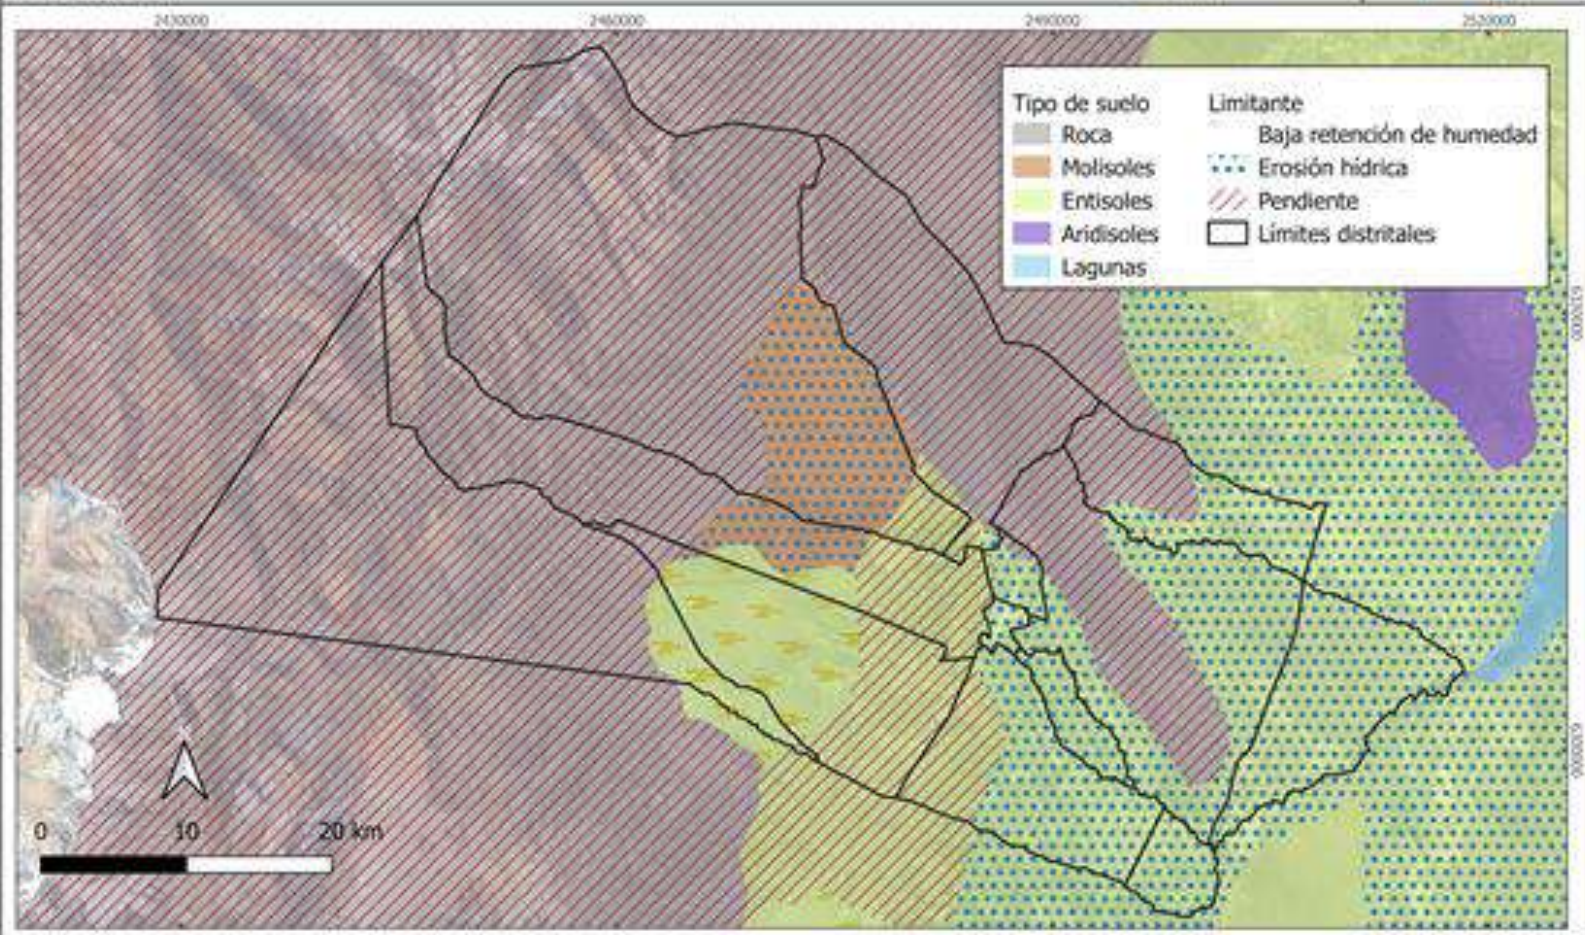 2430000 2460000 2490000 2520000
Tipo de suelo
Roca
Molisoles
Entisoles
Aridisoles
Lagunas
Limitante
Baja retención de humedad
Erosión hídrica
Pendiente
Límites distritales
0 10 20 km